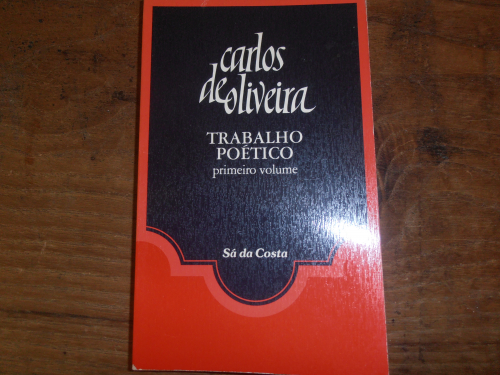 carlos
de oliveira
TRABALHO
POÉTICO
primeiro volume
Sá da Costa